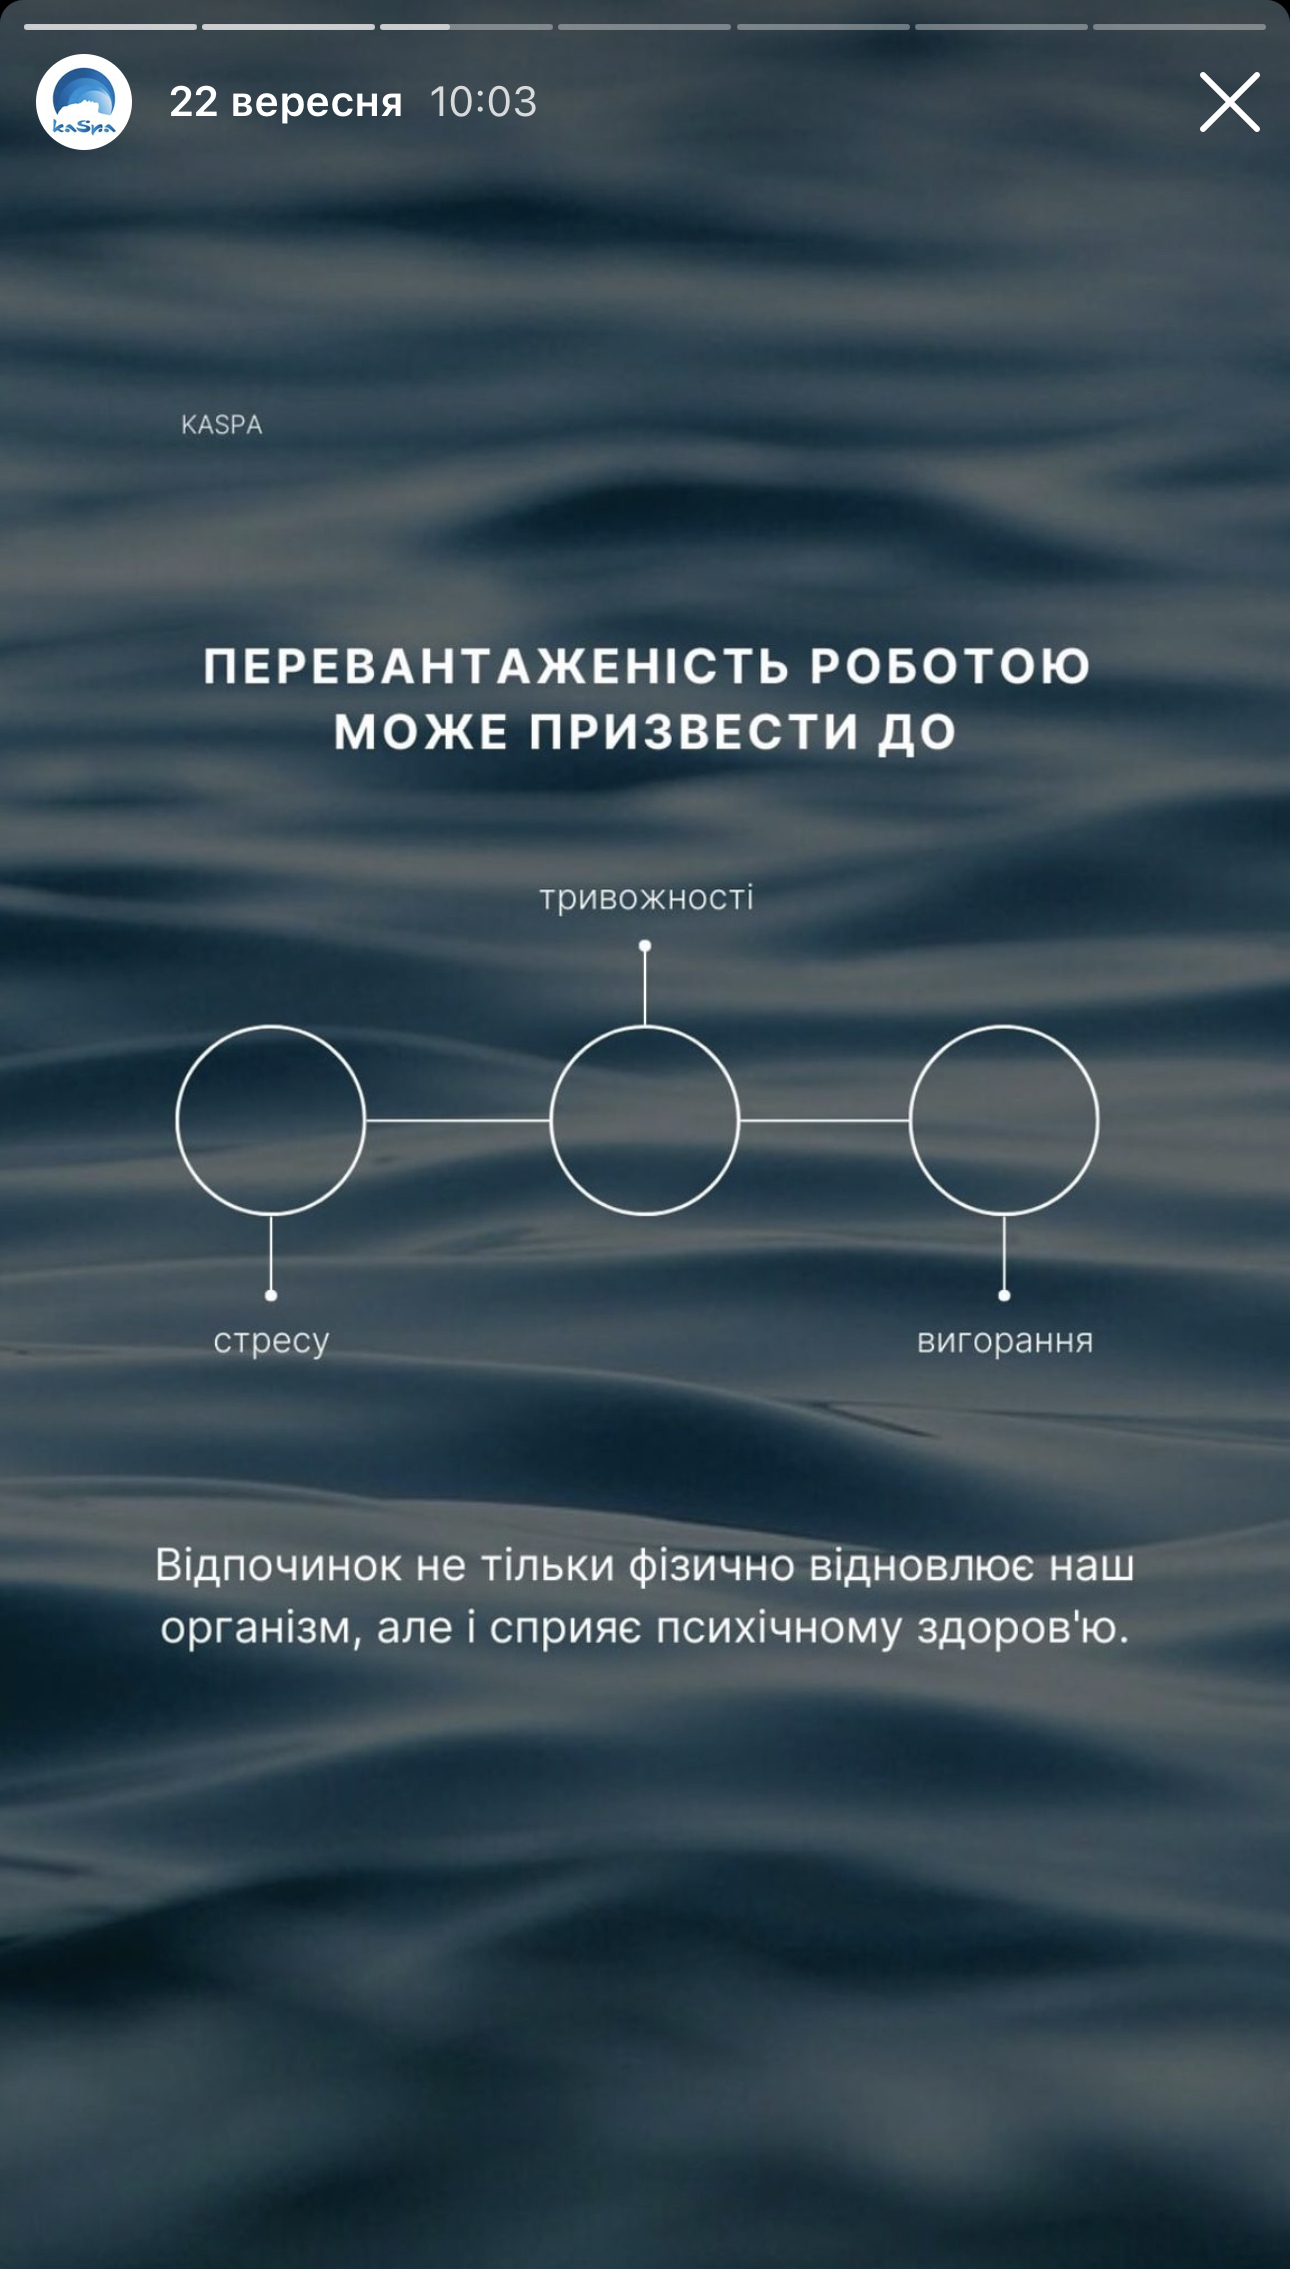 22 вересня 10:03
kaSpa
KASPA
ПЕРЕВАНТАЖЕНІСТЬ РОБОТОЮ
МОЖЕ ПРИЗВЕСТИ ДО
тривожності
стресу
вигорання
Відпочинок не тільки фізично відновлює наш
організм, але і сприяє психічному здоров'ю.